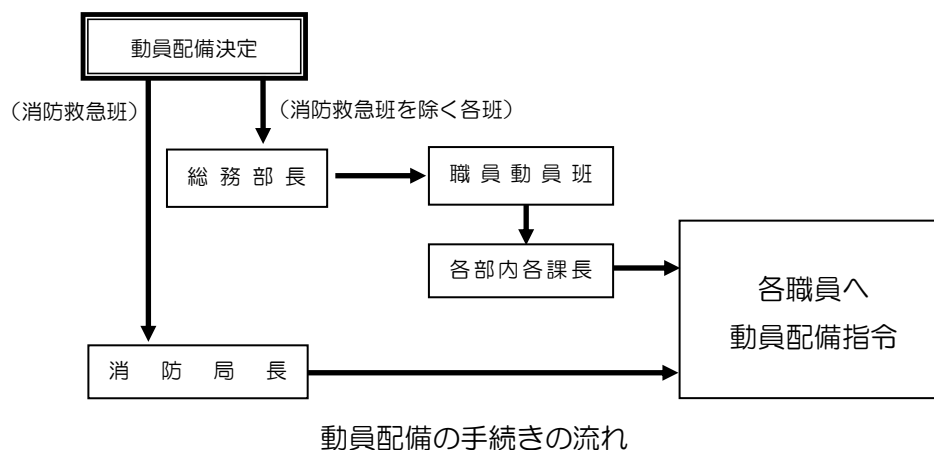 動員配備決定
（消防救急班）
（消防救急班を除く各班）
総務部長
職員動員班
各部内各課長
各職員へ
動員配備指令
消防局長
動員配備の手続きの流れ